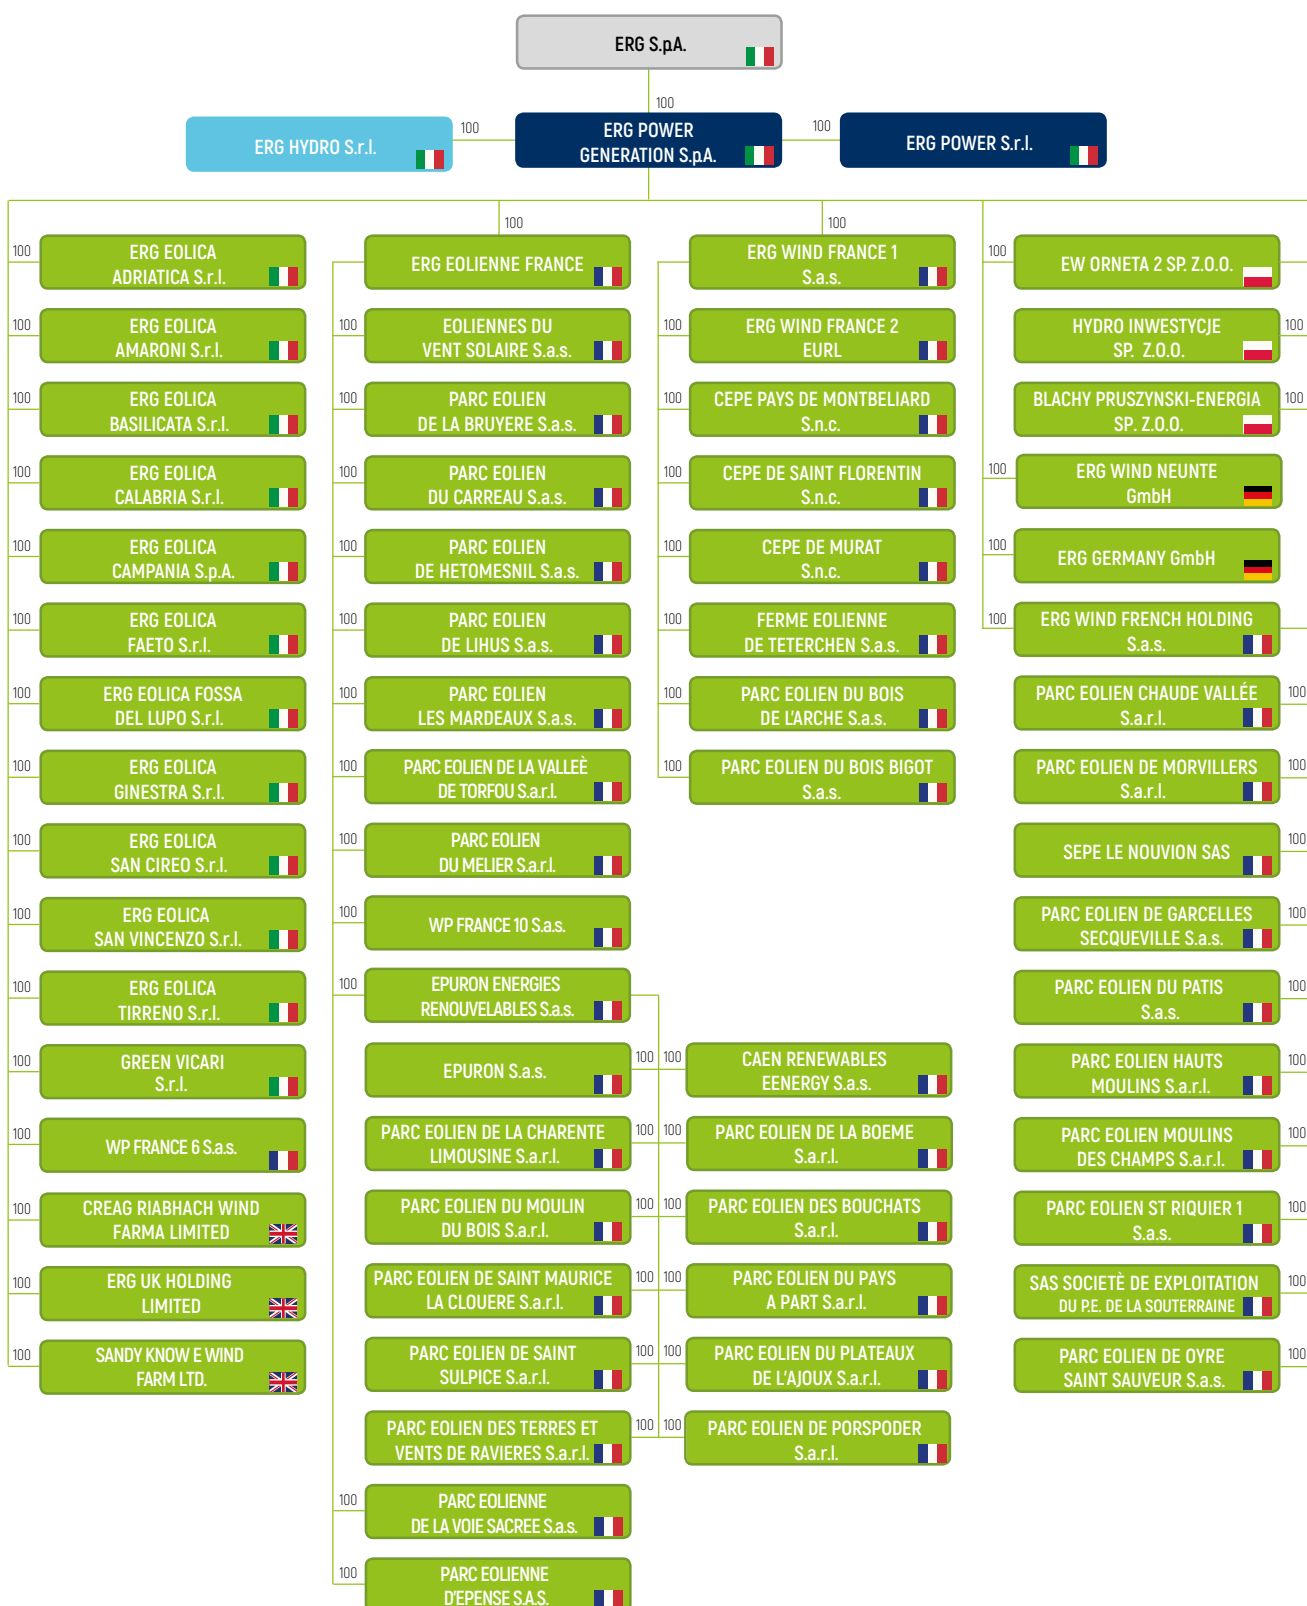 ERG S.p.A.
100
ERG HYDRO S.r.l.
100
ERG POWER
GENERATION S.p.A.
100
ERG POWER S.r.l.
100
100
100
ERG EOLICA
ADRIATICA S.r.l.
100
ERG EOLICA
AMARONI S.r.l.
100
ERG EOLICA
BASILICATA S.r.l.
100
ERG EOLICA
CALABRIA S.r.l.
100
ERG EOLICA
CAMPANIA S.p.A.
100
ERG EOLICA
FAETO S.r.l.
100
ERG EOLICA FOSSA
DEL LUPO S.r.l.
100
ERG EOLICA
GINESTRA S.r.l.
100
ERG EOLICA
SAN CIREO S.r.l.
100
ERG EOLICA
SAN VINCENZO S.r.l.
100
ERG EOLICA
TIRRENO S.r.l.
100
GREEN VICARI
S.r.l.
100
WP FRANCE 6 S.a.s.
100
CREAG RIABHACH WIND
FARMA LIMITED
100
ERG UK HOLDING
LIMITED
100
SANDY KNOW E WIND
FARM LTD.
ERG EOLIENNE FRANCE
100
EOLIENNES DU
VENT SOLAIRE S.a.s.
100
PARC EOLIEN
DE LA BRUYERE S.a.s.
100
PARC EOLIEN
DU CARREAU S.a.s.
100
PARC EOLIEN
DE HETOMESNIL S.a.s.
100
PARC EOLIEN
DE LIHUS S.a.s.
100
PARC EOLIEN
LES MARDEAUX S.a.s.
100
PARC EOLIEN DE LA VALLEÈ
DE TORFOU S.a.r.l.
100
PARC EOLIEN
DU MELIER S.a.r.l.
100
WP FRANCE 10 S.a.s.
100
EPURON ENERGIES
RENOUVELABLES S.a.s.
EPURON S.a.s.
100
100
CAEN RENEWABLES
EENERGY S.a.s.
PARC EOLIEN DE LA CHARENTE
LIMOUSINE S.a.r.l.
100
100
PARC EOLIEN DE LA BOEME
S.a.r.l.
PARC EOLIEN DU MOULIN
DU BOIS S.a.r.l.
100
100
PARC EOLIEN DES BOUCHATS
S.a.r.l.
PARC EOLIEN DE SAINT MAURICE
LA CLOUERE S.a.r.l.
100
100
PARC EOLIEN DU PAYS
A PART S.a.r.l.
PARC EOLIEN DE SAINT
SULPICE S.a.r.l.
100
100
PARC EOLIEN DU PLATEAUX
DE L'AJOUX S.a.r.l.
PARC EOLIEN DES TERRES ET
VENTS DE RAVIERES S.a.r.l.
100
100
PARC EOLIEN DE PORSPODER
S.a.r.l.
100
PARC EOLIENNE
DE LA VOIE SACREE S.a.s.
100
PARC EOLIENNE
D'EPENSE S.A.S.
ERG WIND FRANCE 1
S.a.s.
100
ERG WIND FRANCE 2
EURL
100
CEPE PAYS DE MONTBELIARD
S.n.c.
100
CEPE DE SAINT FLORENTIN
S.n.c.
100
CEPE DE MURAT
S.n.c.
100
FERME EOLIENNE
DE TETERCHEN S.a.s.
100
PARC EOLIEN DU BOIS
DE L'ARCHE S.a.s.
100
PARC EOLIEN DU BOIS BIGOT
S.a.s.
100
EW ORNETA 2 SP. Z.O.O.
HYDRO INWESTYCJE
SP. Z.O.O.
100
BLACHY PRUSZYNSKI-ENERGIA
SP. Z.O.O.
100
100
ERG WIND NEUNTE
GmbH
100
ERG GERMANY GmbH
100
ERG WIND FRENCH HOLDING
S.a.s.
PARC EOLIEN CHAUDE VALLÉE
S.a.r.l.
100
PARC EOLIEN DE MORVILLERS
S.a.r.l.
100
SEPE LE NOUVION SAS
100
PARC EOLIEN DE GARCELLES
SECQUEVILLE S.a.s.
100
PARC EOLIEN DU PATIS
S.a.s.
100
PARC EOLIEN HAUTS
MOULINS S.a.r.l.
100
PARC EOLIEN MOULINS
DES CHAMPS S.a.r.l.
100
PARC EOLIEN ST RIQUIER 1
S.a.s.
100
SAS SOCIETÈ DE EXPLOITATION
DU P.E. DE LA SOUTERRAINE
100
PARC EOLIEN DE OYRE
SAINT SAUVEUR S.a.s.
100